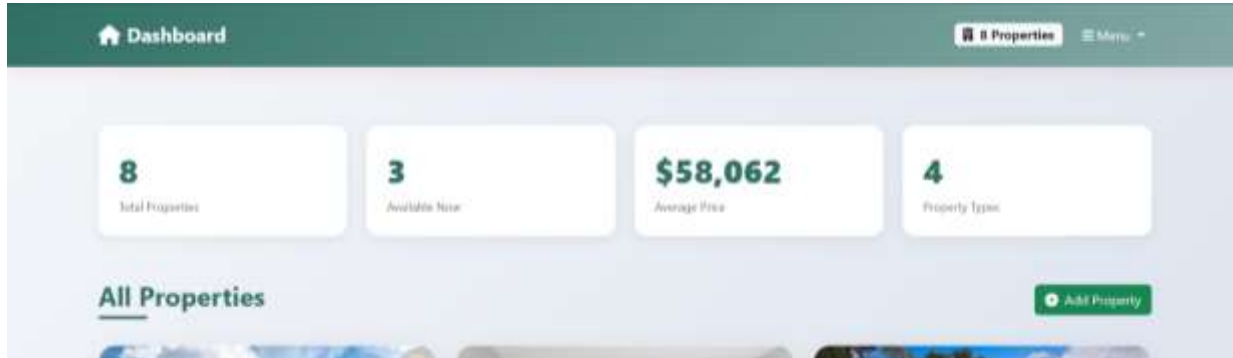 Dashboard
8 Properties
Menu
8
Total Properties
3
Available Now
$58,062
Average Price
4
Property Types
All Properties
Add Property